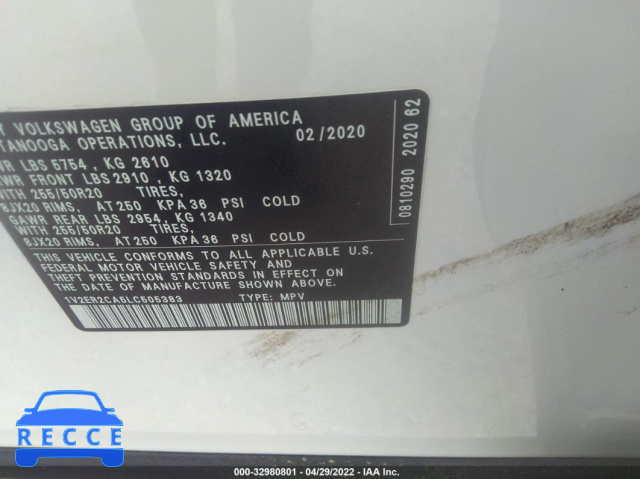 VOLKSWAGEN GROUP OF AMERICA
TANOOGA OPERATIONS, LLC. 02/2020
WR LBS 5754 , KG 2610
WR FRONT LBS 2910 , KG 1320
WITH 255/50R20 TIRES,
8JX20 RIMS, AT 250 KPA 36 PSI COLD
GAWR REAR LBS 2954, KG 1340
WITH 255/50R20 TIRES,
8JX20 RIMS, AT 250 KPA 36 PSI COLD
THIS VEHICLE CONFORMS TO ALL APPLICABLE U.S.
FEDERAL MOTOR VEHICLE SAFETY AND
THEFT PREVENTION STANDARDS IN EFFECT ON
THE DATE OF MANUFACTURE SHOWN ABOVE.
1V2ER2CA5LC505383 TYPE: MPV
0810290 2020 62
RECCE
000-32980801 - 04/29/2022 - IAA Inc.